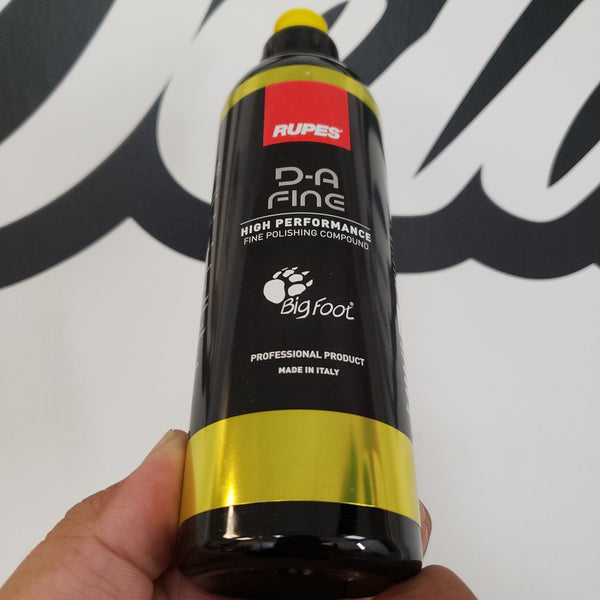 RUPES
D-A
FINE
HIGH PERFORMANCE
FINE POLISHING COMPOUND
BigFoot®
PROFESSIONAL PRODUCT
MADE IN ITALY